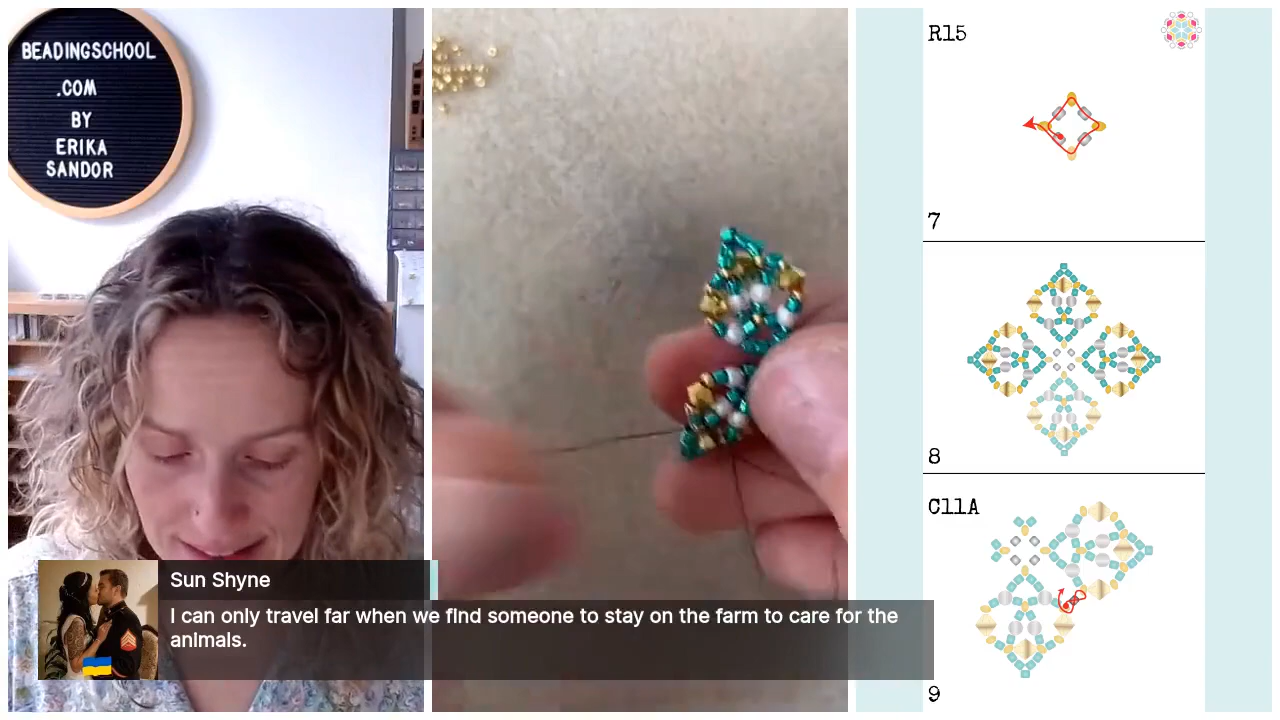 BEADINGSCHOOL
.COM
BY
ERIKA
SANDOR
Sun Shyne
I can only travel far when we find someone to stay on the farm to care for the
animals.
R15
7
8
C11A
9